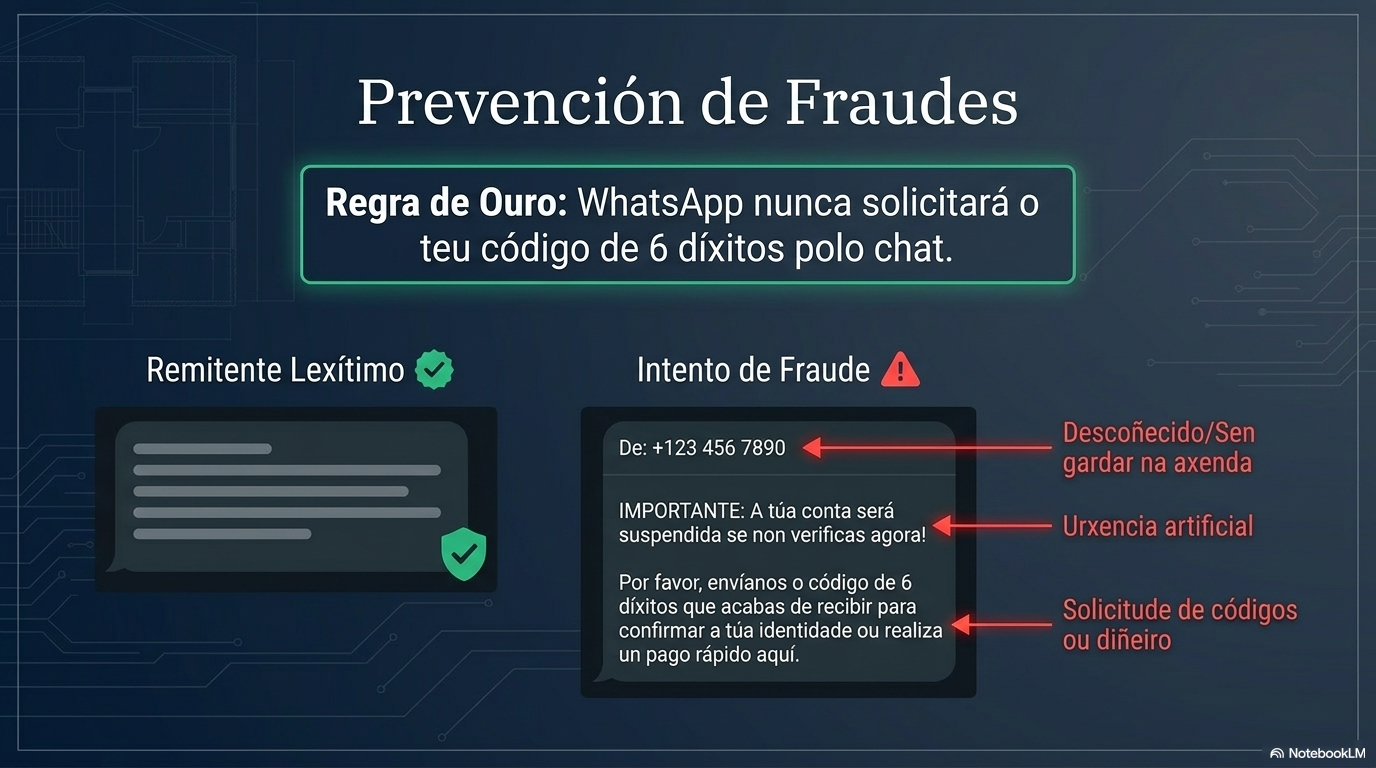 Prevención de Fraudes
Regra de Ouro: WhatsApp nunca solicitará o
teu código de 6 díxitos polo chat.
Remitente Lexítimo
Intento de Fraude
De: +123 456 7890
IMPORTANTE: A túa conta será
suspendida se non verificas agora!
Por favor, envíanos o código de 6
díxitos que acabas de recibir para
confirmar a túa identidade ou realiza
un pago rápido aquí.
Descoñecido/Sen
gardar na axenda
Urxencia artificial
Solicitude de códigos
ou diñeiro
NotebookLM